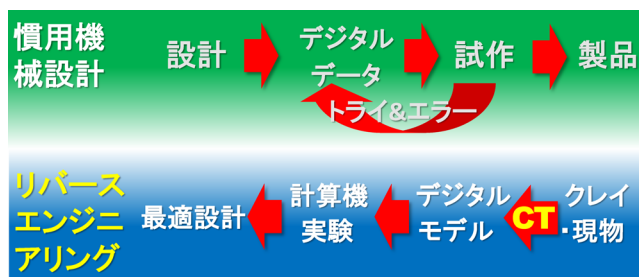 慣用機
械設計
設計
デジタル
データ
試作
製品
トライ&エラー
リバース
エンジニ
アリング
最適設計
計算機
実験
デジタル
モデル
CT
クレイ
・現物